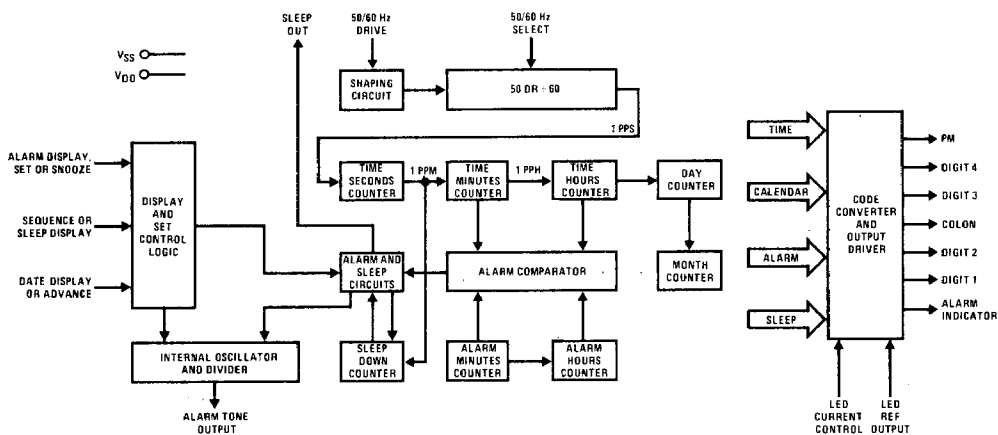 SLEEP
OUT
50/60 Hz
DRIVE
50/60 Hz
SELECT
VSS
VDD
SHAPING
CIRCUIT
50 OR ÷ 60
1 PPS
ALARM DISPLAY,
SET OR SNOOZE
SEQUENCE OR
SLEEP DISPLAY
DATE DISPLAY
OR ADVANCE
DISPLAY
AND
SET
CONTROL
LOGIC
TIME
SECONDS
COUNTER
1 PPM
TIME
MINUTES
COUNTER
1 PPH
TIME
HOURS
COUNTER
DAY
COUNTER
MONTH
COUNTER
ALARM AND
SLEEP
CIRCUITS
ALARM COMPARATOR
INTERNAL OSCILLATOR
AND DIVIDER
SLEEP
DOWN
COUNTER
ALARM
MINUTES
COUNTER
ALARM
HOURS
COUNTER
ALARM TONE
OUTPUT
TIME
CALENDAR
ALARM
SLEEP
CODE
CONVERTER
AND
OUTPUT
DRIVER
PM
DIGIT 4
DIGIT 3
COLON
DIGIT 2
DIGIT 1
ALARM
INDICATOR
LED
CURRENT
CONTROL
LED
REF
OUTPUT